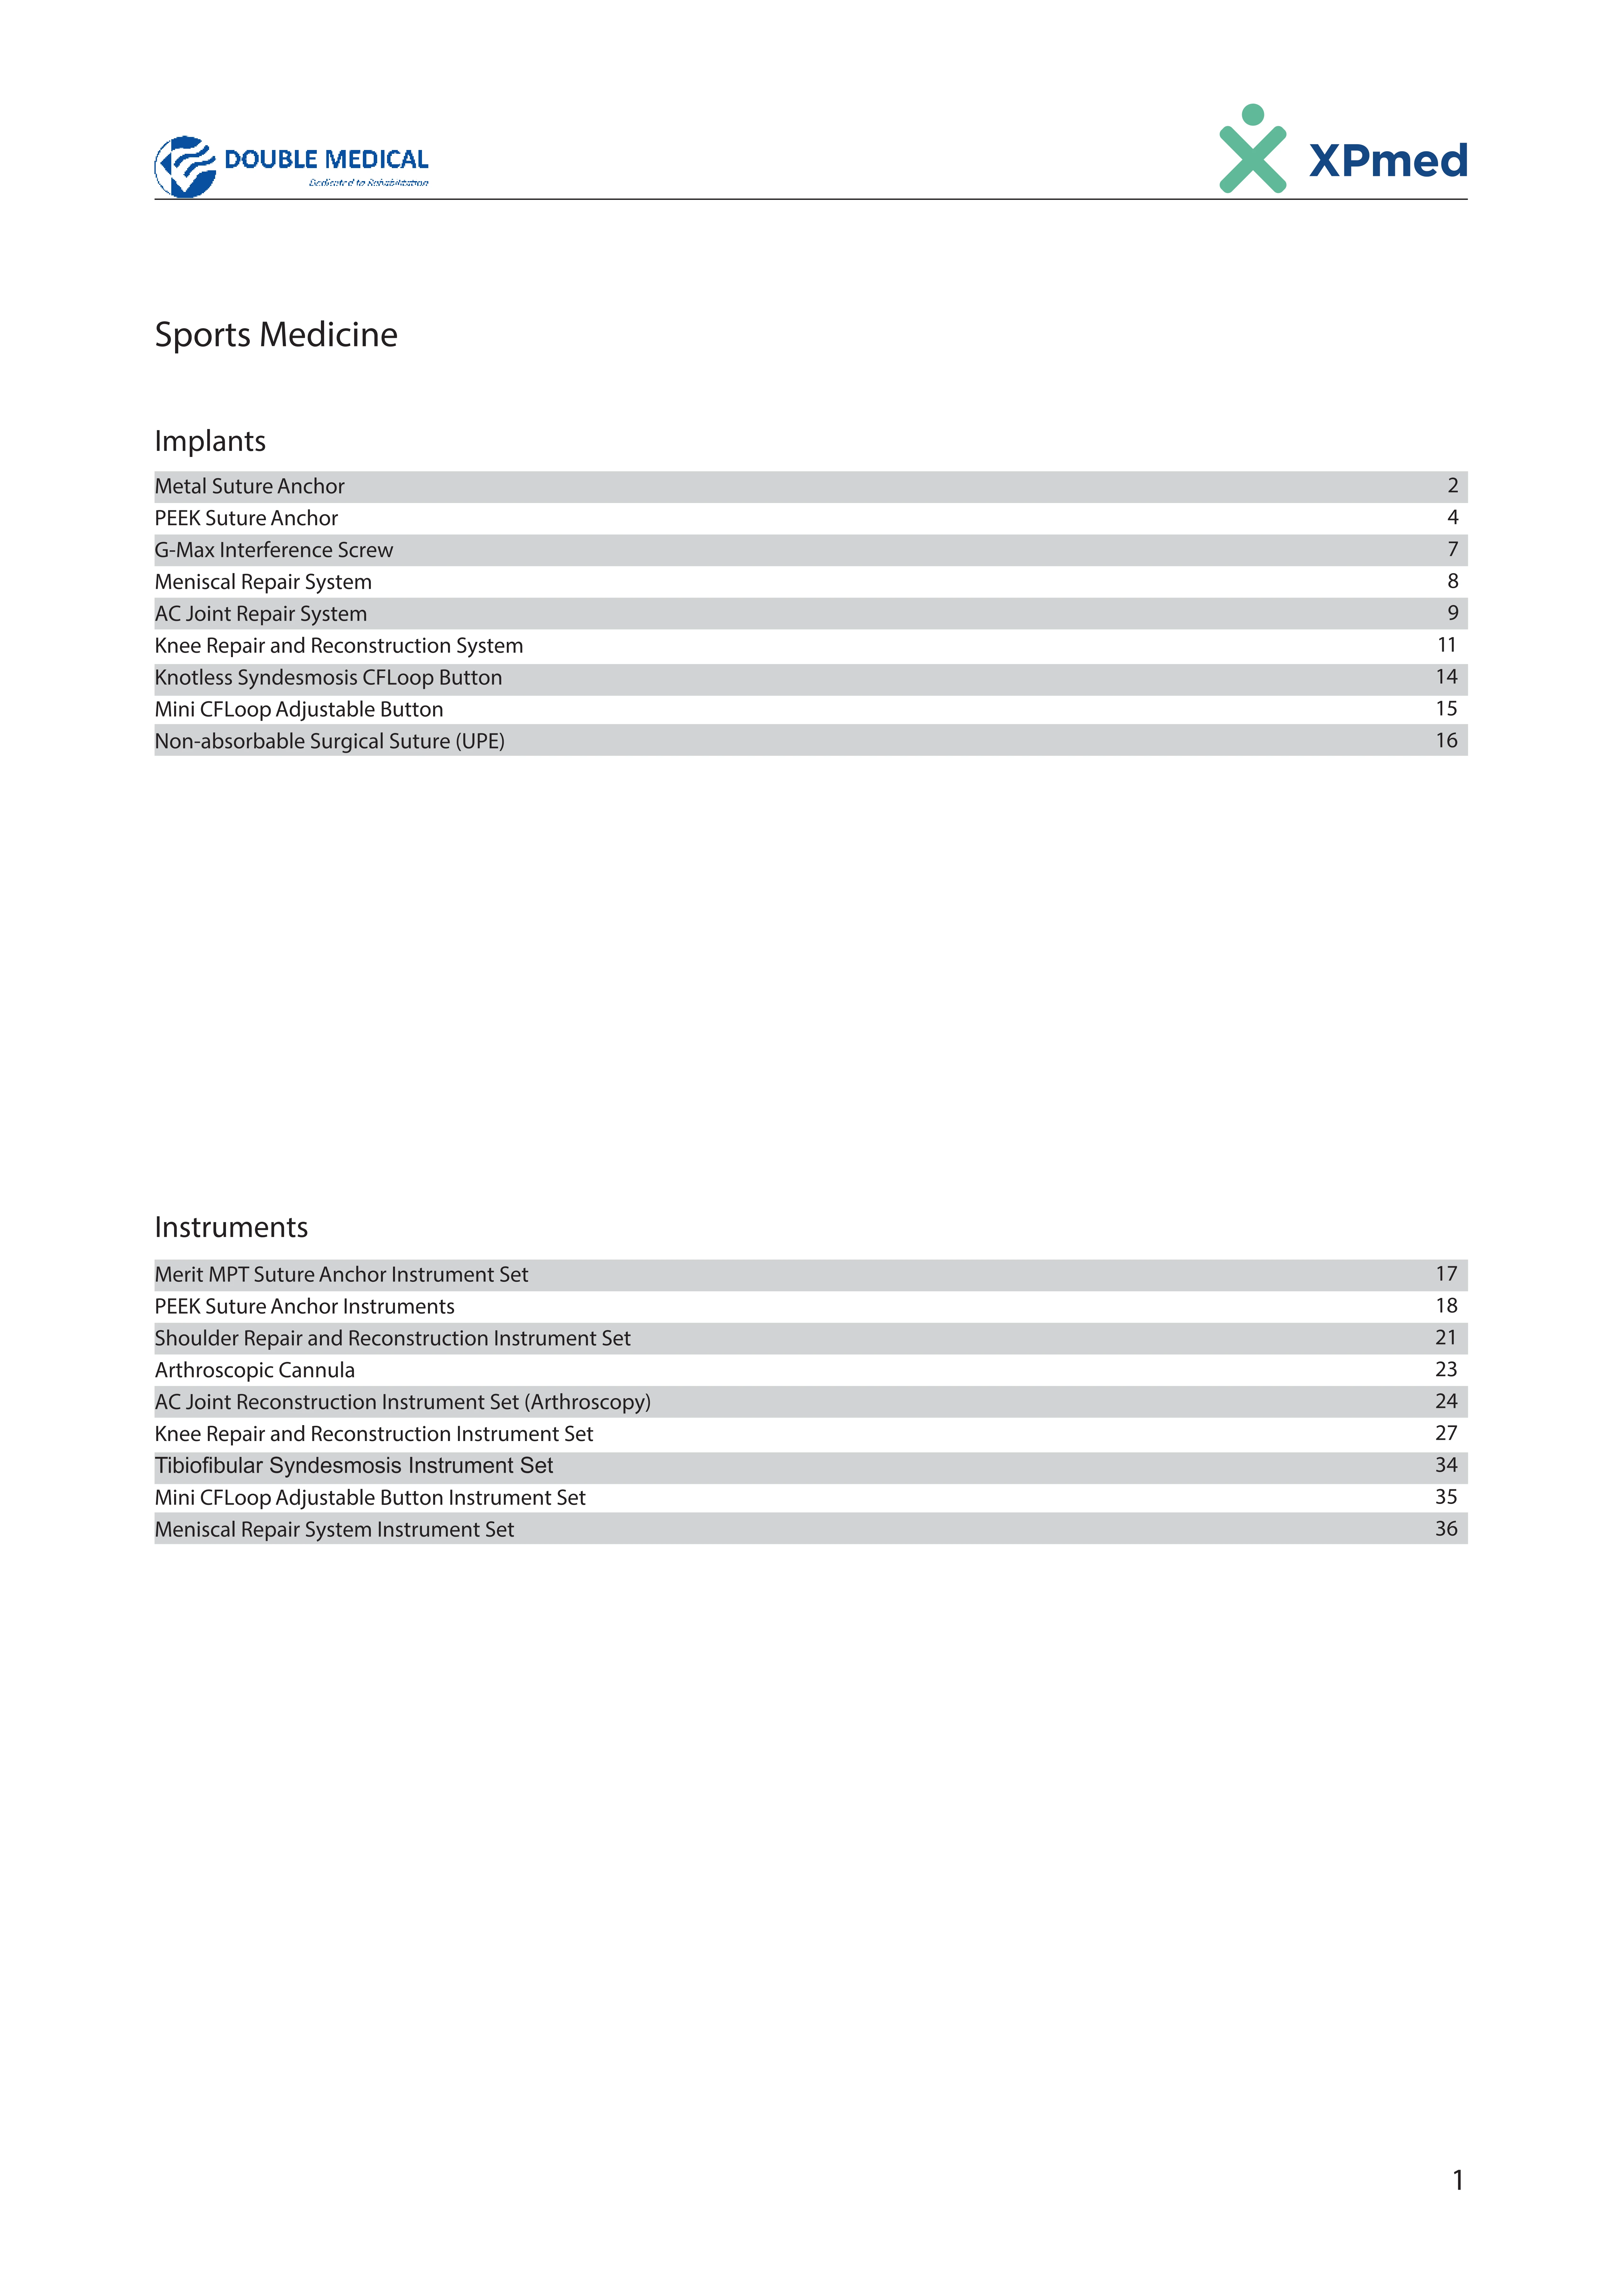 DOUBLE MEDICAL
Dedicated to Rehabilitation
XPmed
Sports Medicine
Implants
Metal Suture Anchor 2
PEEK Suture Anchor 4
G-Max Interference Screw 7
Meniscal Repair System 8
AC Joint Repair System 9
Knee Repair and Reconstruction System 11
Knotless Syndesmosis CFLoop Button 14
Mini CFLoop Adjustable Button 15
Non-absorbable Surgical Suture (UPE) 16
Instruments
Merit MPT Suture Anchor Instrument Set 17
PEEK Suture Anchor Instruments 18
Shoulder Repair and Reconstruction Instrument Set 21
Arthroscopic Cannula 23
AC Joint Reconstruction Instrument Set (Arthroscopy) 24
Knee Repair and Reconstruction Instrument Set 27
Tibiofibular Syndesmosis Instrument Set 34
Mini CFLoop Adjustable Button Instrument Set 35
Meniscal Repair System Instrument Set 36
1